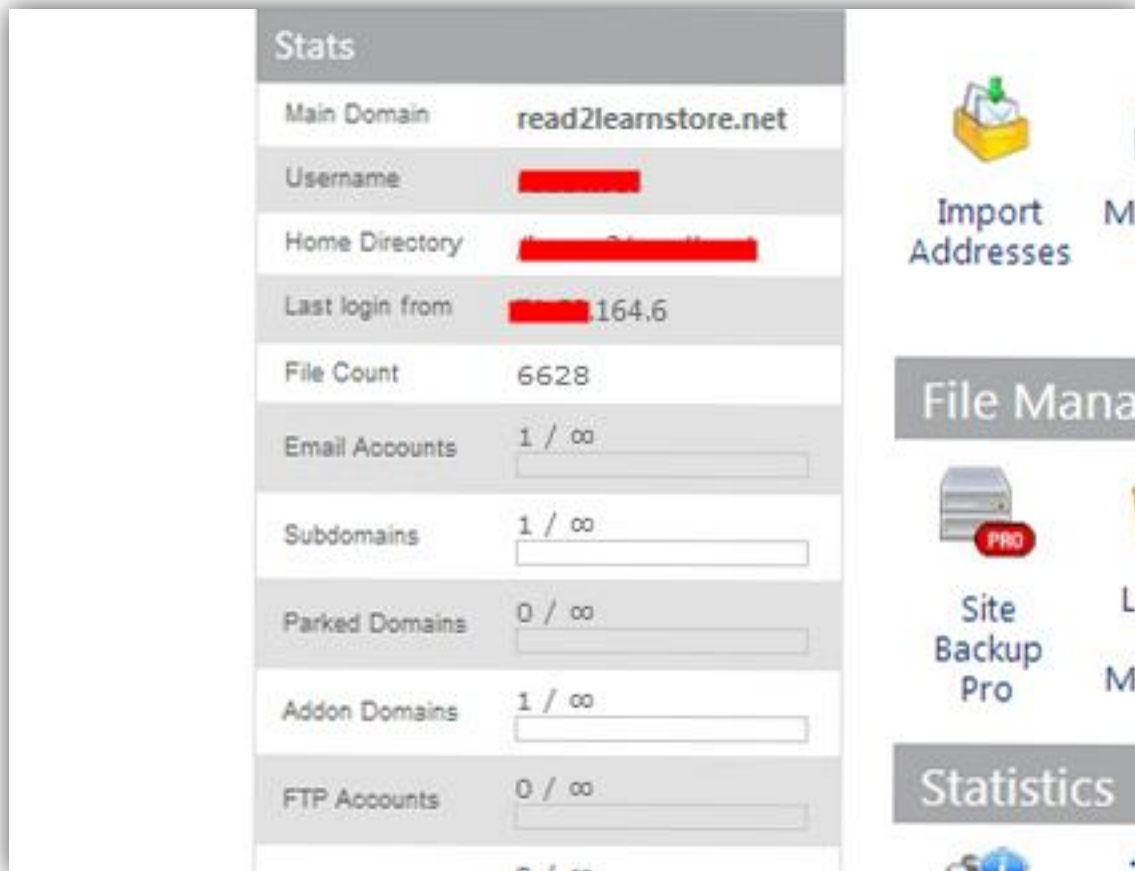 Stats
Main Domain read2learnstore.net
Username
Home Directory
Last login from .164.6
File Count 6628
Email Accounts 1 / ∞
Subdomains 1 / ∞
Parked Domains 0 / ∞
Addon Domains 1 / ∞
FTP Accounts 0 / ∞
Import
Addresses
M
File Mana
PRO
Site
Backup
Pro
L
M
Statistics